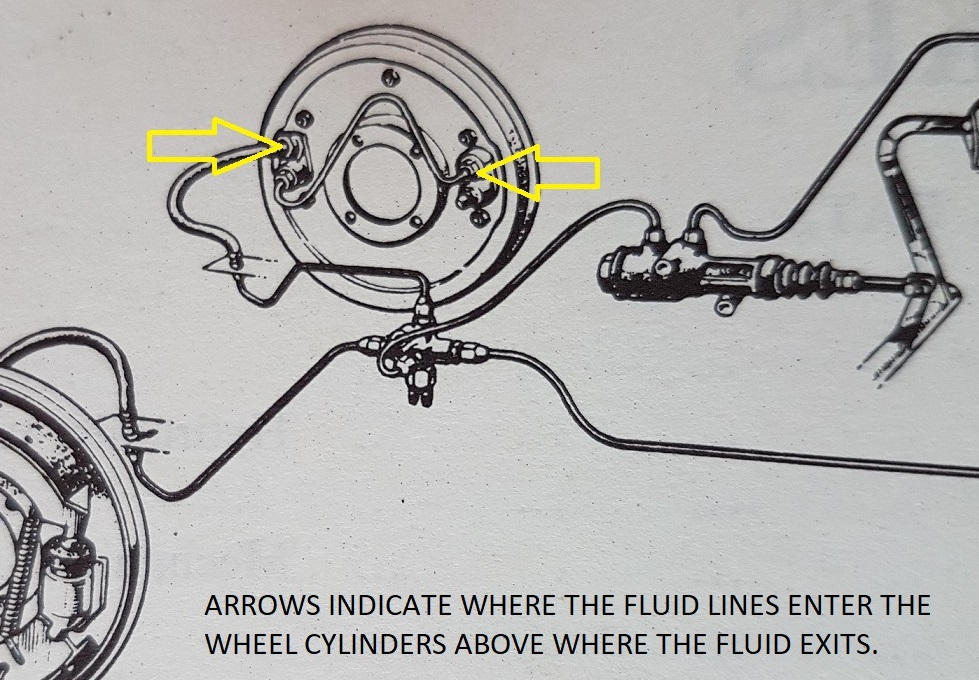 ARROWS INDICATE WHERE THE FLUID LINES ENTER THE
WHEEL CYLINDERS ABOVE WHERE THE FLUID EXITS.